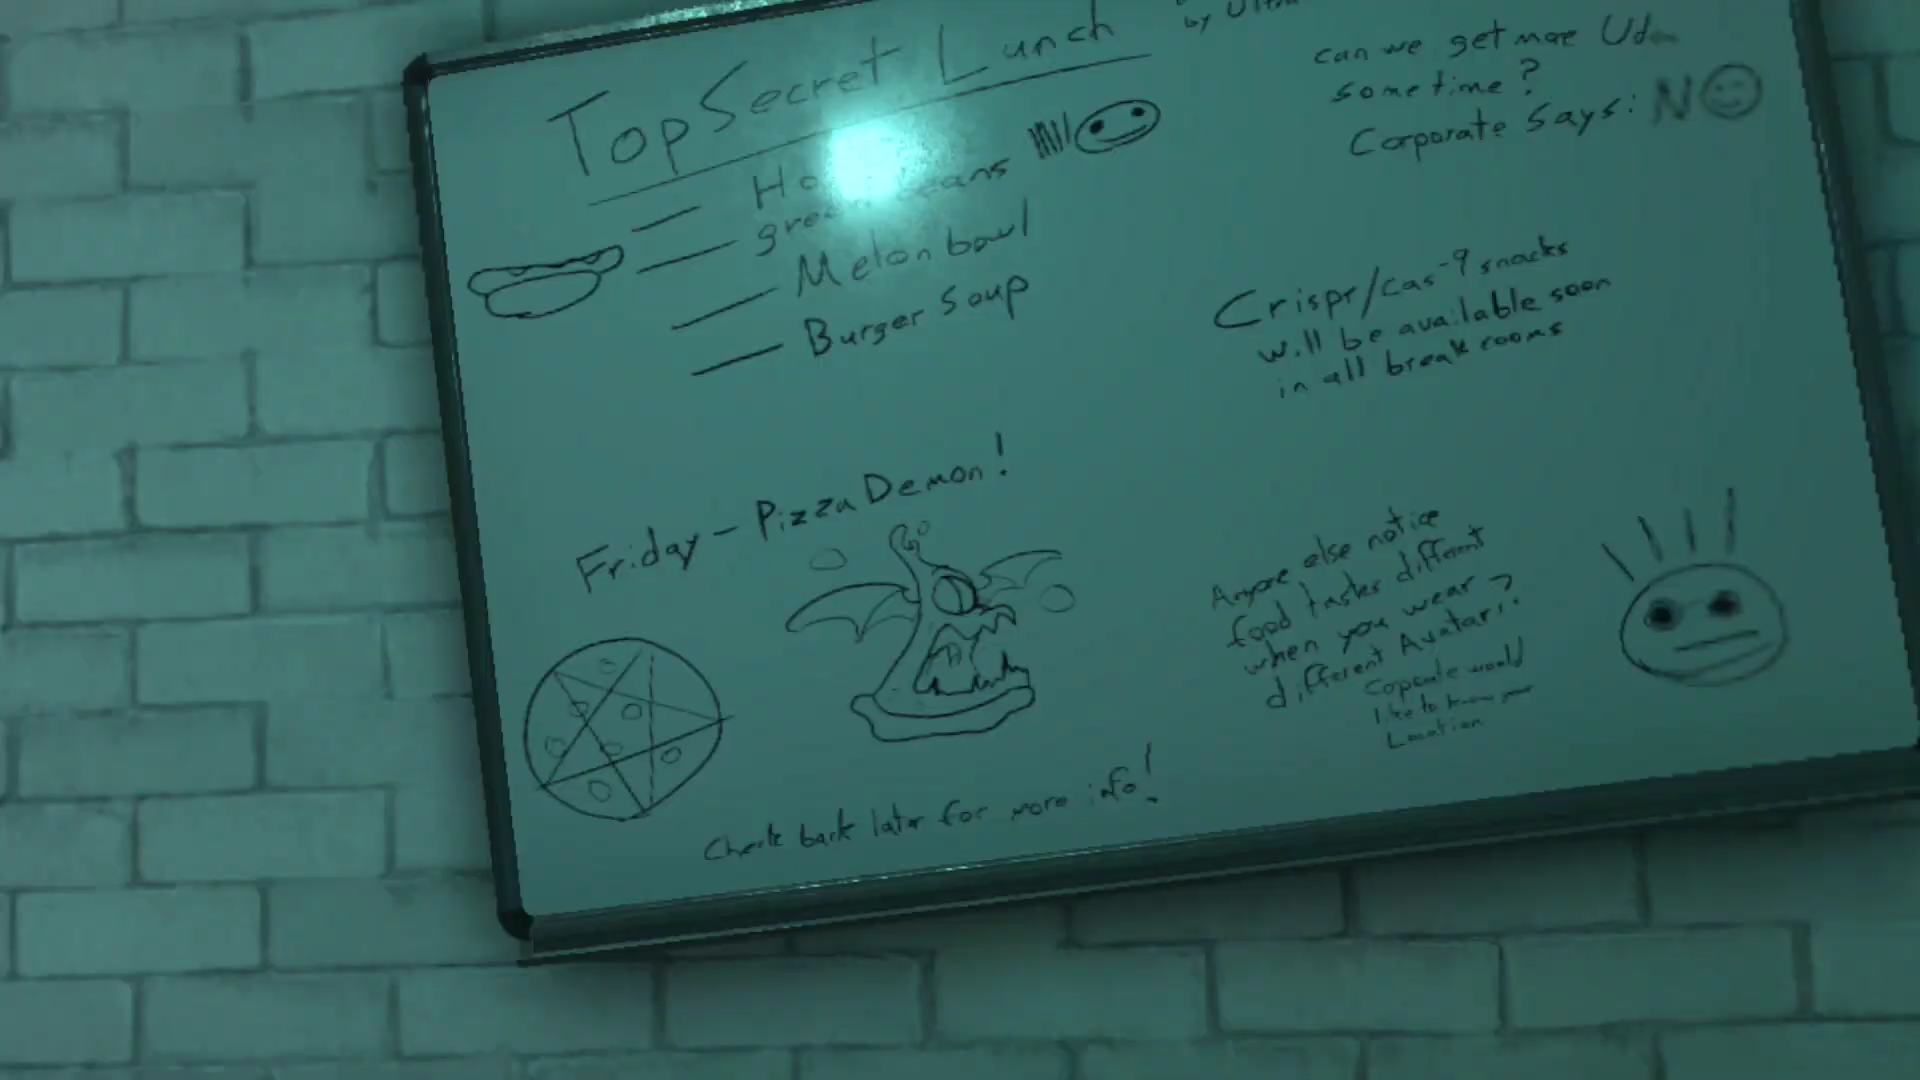 Top Secret Lunch
beans
Melon bowl
Burger Soup
Friday - Pizza Demon!
Check back later for more info!
by
can we get more
sometime?
Corporate Says: NO
Crispr/cas-9 snacks
will be available soon
in all break rooms
Anyone else notice
food tastes different
when you wear
different Avatars?
would
like to know your
Location